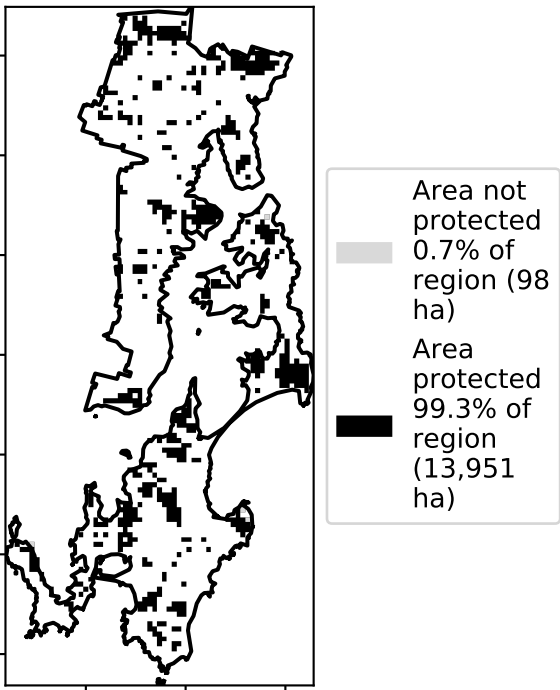 Area not
protected
0.7% of
region (98
ha)
Area
protected
99.3% of
region
(13,951
ha)